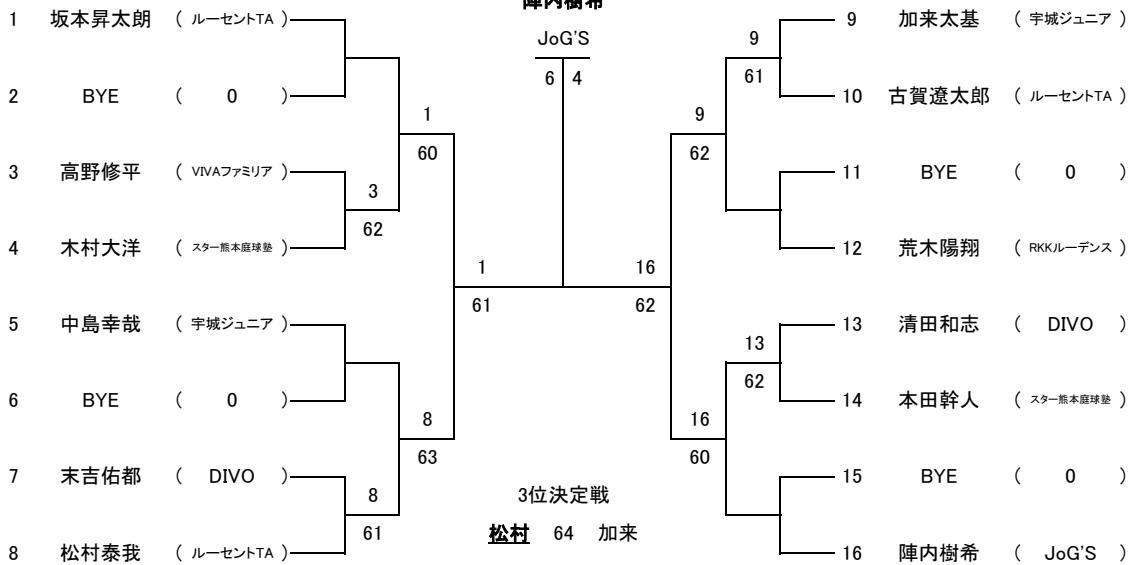 陣内樹希
JoG'S
6 4
1 坂本昇太朗 ( ルーセントTA )
2 BYE ( 0 )
1
60
3 高野修平 ( VIVAファミリア )
3
62
4 木村大洋 ( スター熊本庭球塾 )
1
61
5 中島幸哉 ( 宇城ジュニア )
6 BYE ( 0 )
8
63
7 末吉佑都 ( DIVO )
8
61
8 松村泰我 ( ルーセントTA )
9 加来太基 ( 宇城ジュニア )
9
61
10 古賀遼太郎 ( ルーセントTA )
9
62
11 BYE ( 0 )
12 荒木陽翔 ( RKKルーデンス )
16
62
13 清田和志 ( DIVO )
13
62
14 本田幹人 ( スター熊本庭球塾 )
16
60
15 BYE ( 0 )
16 陣内樹希 ( JoG'S )
3位決定戦
松村 64 加来